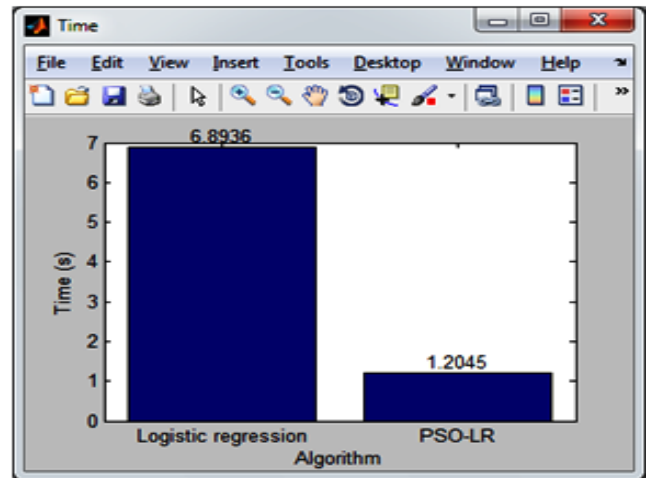 Time
File Edit View Insert Tools Desktop Window Help
7
6.8936
6
5
4
3
2
1.2045
1
0
Time (s)
Logistic regression PSO-LR
Algorithm